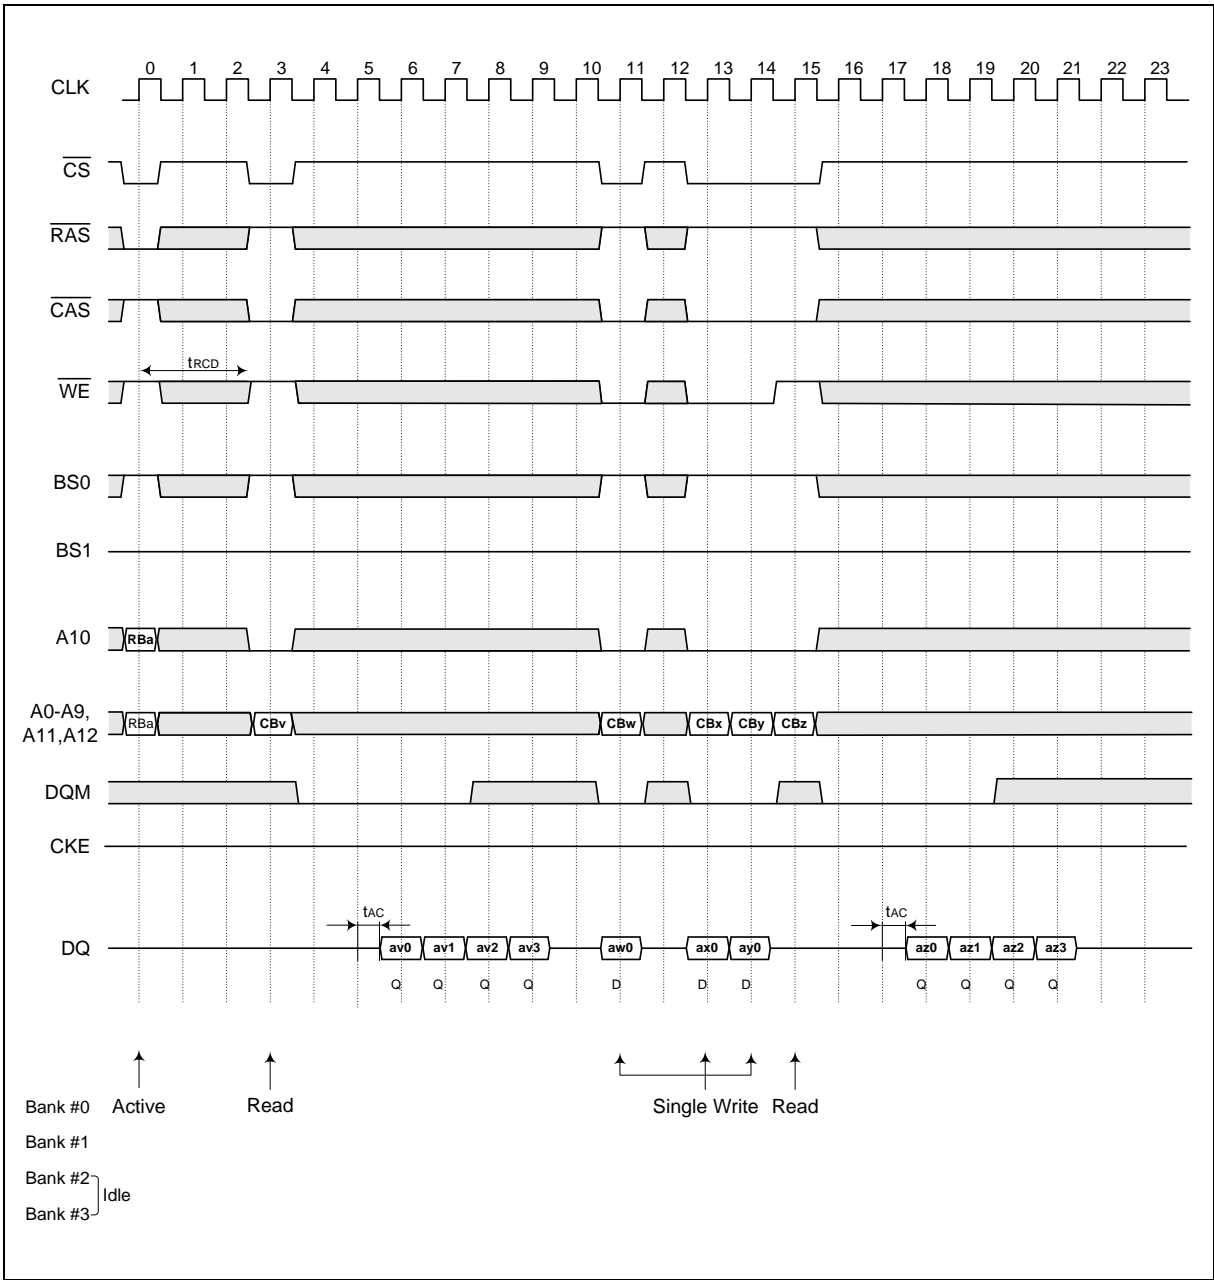 0 1 2 3 4 5 6 7 8 9 10 11 12 13 14 15 16 17 18 19 20 21 22 23
CLK
CS
RAS
CAS
tRCD
WE
BS0
BS1
A10 RBa
A0-A9,
A11,A12
RBa CBv CBw CBx CBy CBz
DQM
CKE
tAC tAC
DQ av0 av1 av2 av3 aw0 ax0 ay0 az0 az1 az2 az3
Q Q Q Q D D D Q Q Q Q
Bank #0 Active Read Single Write Read
Bank #1
Bank #2
Idle
Bank #3